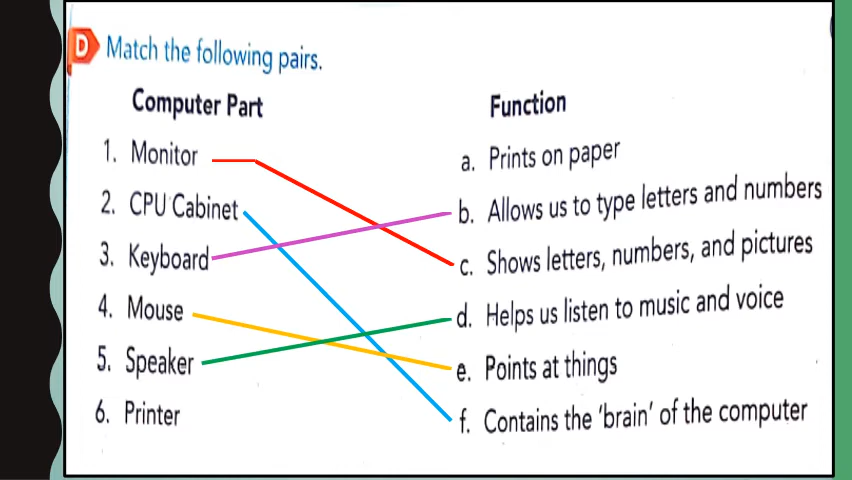 D Match the following pairs.
Computer Part Function
1. Monitor a. Prints on paper
2. CPU Cabinet b. Allows us to type letters and numbers
3. Keyboard c. Shows letters, numbers, and pictures
4. Mouse d. Helps us listen to music and voice
5. Speaker e. Points at things
6. Printer f. Contains the ‘brain’ of the computer